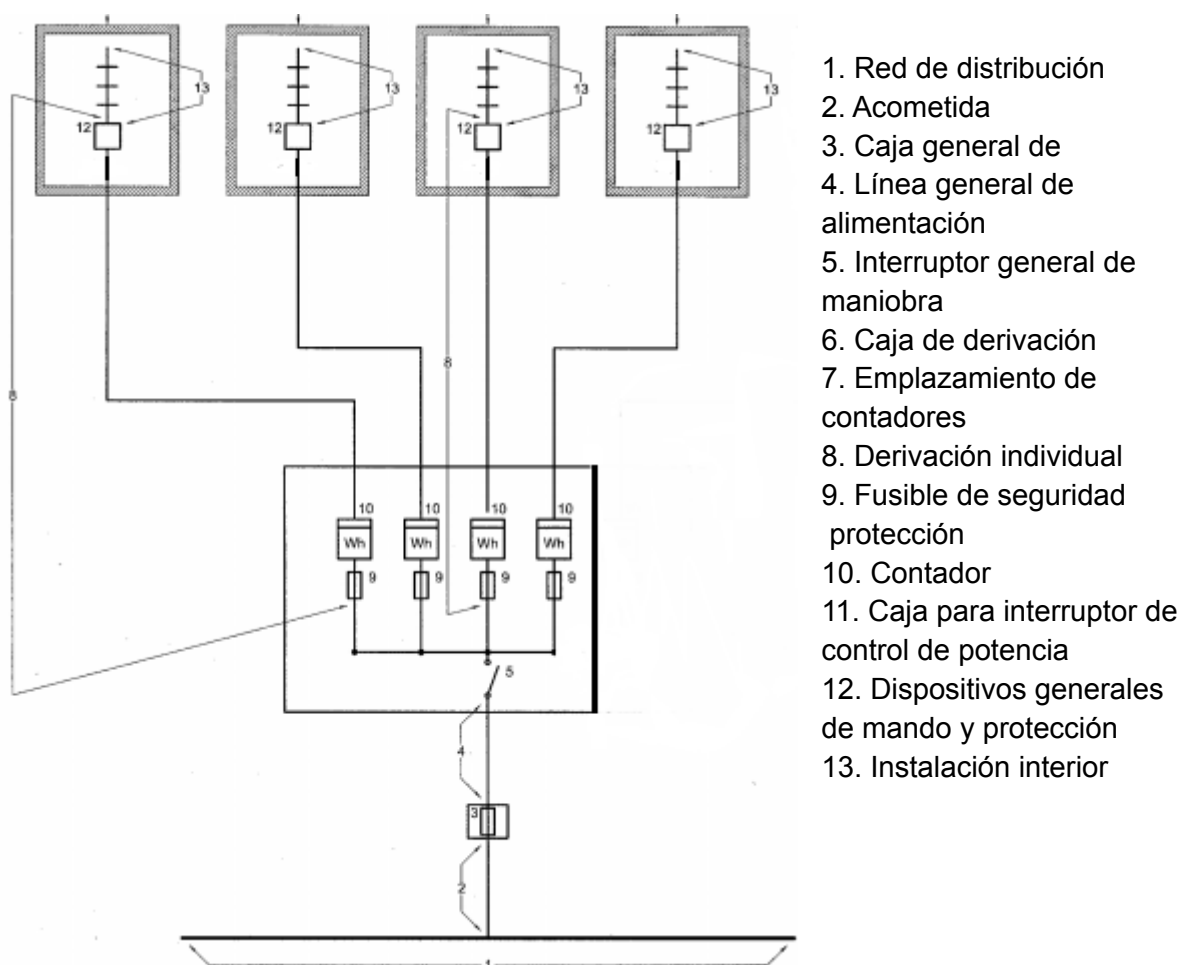 13
13
13
13
12
12
12
12
8
8
10
10
10
10
Wh
Wh
Wh
Wh
9
9
9
9
5
4
3
2
1
1. Red de distribución
2. Acometida
3. Caja general de
4. Línea general de
alimentación
5. Interruptor general de
maniobra
6. Caja de derivación
7. Emplazamiento de
contadores
8. Derivación individual
9. Fusible de seguridad
protección
10. Contador
11. Caja para interruptor de
control de potencia
12. Dispositivos generales
de mando y protección
13. Instalación interior